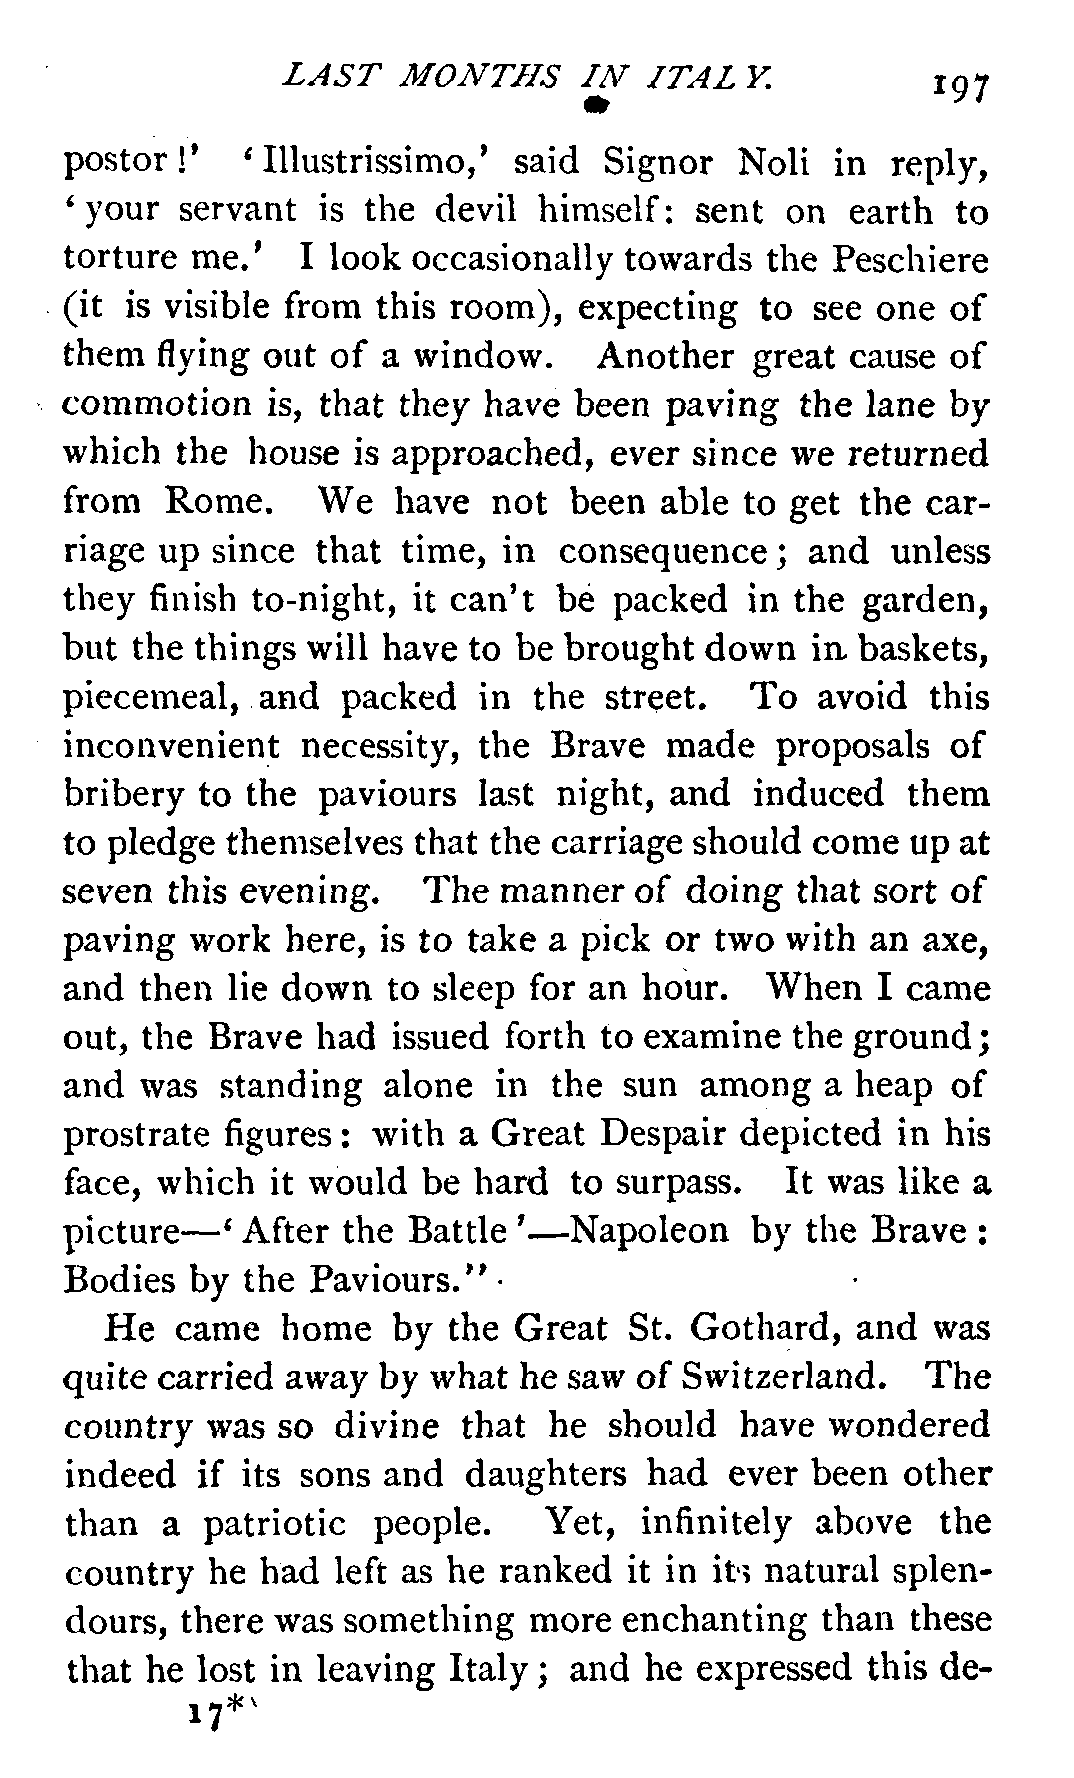 LAST MONTHS IN ITALY. 197
postor!' 'Illustrissimo,' said Signor Noli in reply,
'your servant is the devil himself: sent on earth to
torture me.' I look occasionally towards the Peschiere
(it is visible from this room), expecting to see one of
them flying out of a window. Another great cause of
commotion is, that they have been paving the lane by
which the house is approached, ever since we returned
from Rome. We have not been able to get the car-
riage up since that time, in consequence; and unless
they finish to-night, it can't be packed in the garden,
but the things will have to be brought down in baskets,
piecemeal, and packed in the street. To avoid this
inconvenient necessity, the Brave made proposals of
bribery to the paviours last night, and induced them
to pledge themselves that the carriage should come up at
seven this evening. The manner of doing that sort of
paving work here, is to take a pick or two with an axe,
and then lie down to sleep for an hour. When I came
out, the Brave had issued forth to examine the ground;
and was standing alone in the sun among a heap of
prostrate figures: with a Great Despair depicted in his
face, which it would be hard to surpass. It was like a
picture—'After the Battle'—Napoleon by the Brave:
Bodies by the Paviours."
He came home by the Great St. Gothard, and was
quite carried away by what he saw of Switzerland. The
country was so divine that he should have wondered
indeed if its sons and daughters had ever been other
than a patriotic people. Yet, infinitely above the
country he had left as he ranked it in its natural splen-
dours, there was something more enchanting than these
that he lost in leaving Italy; and he expressed this de-
17*